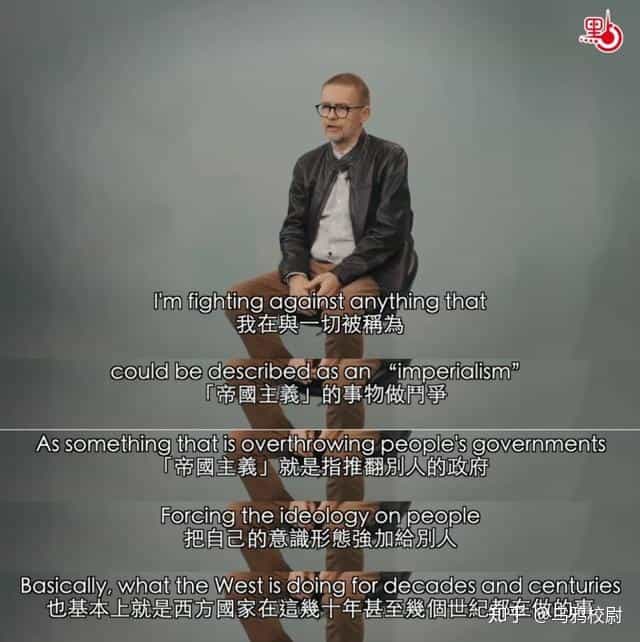 點
I'm fighting against anything that
我在與一切被稱為
could be described as an “imperialism”
「帝國主義」的事物做鬥爭
As something that is overthrowing people's governments
「帝國主義」就是指推翻別人的政府
Forcing the ideology on people
把自己的意識形態強加給別人
Basically, what the West is doing for decades and centuries
也基本上就是西方國家在這幾十年甚至幾個世紀都在做的事
知乎 @乌鸦校尉